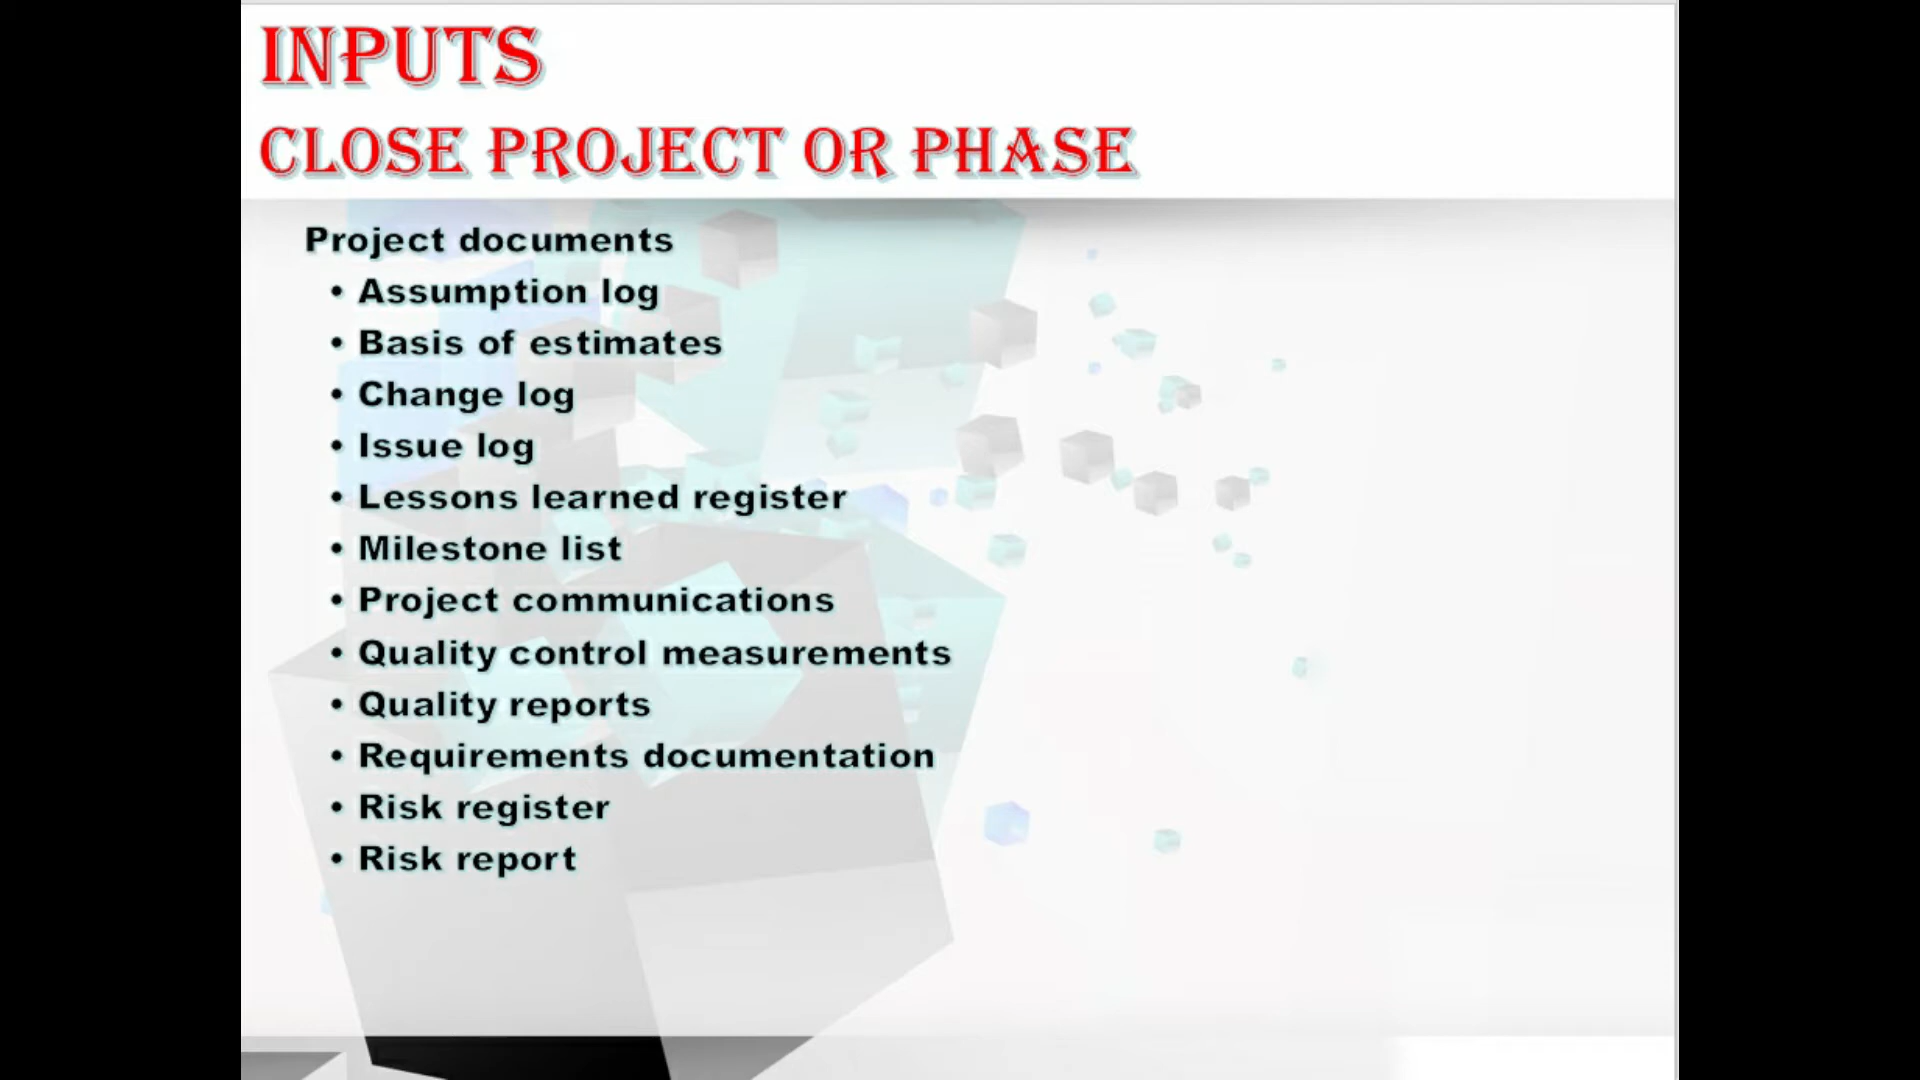 INPUTS
CLOSE PROJECT OR PHASE
Project documents
• Assumption log
• Basis of estimates
• Change log
• Issue log
• Lessons learned register
• Milestone list
• Project communications
• Quality control measurements
• Quality reports
• Requirements documentation
• Risk register
• Risk report